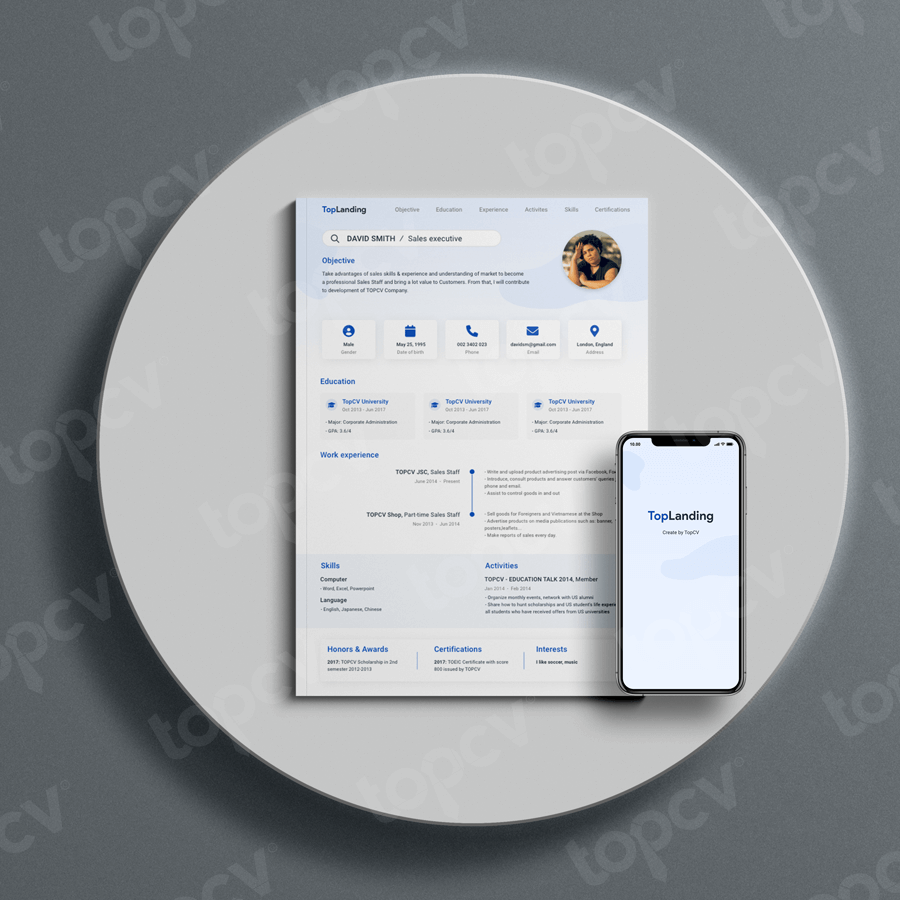 TopLanding
Objective Education Experience Activites Skills Certifications
DAVID SMITH / Sales executive
Objective
Take advantages of sales skills & experience and understanding of market to become
a professional Sales Staff and bring a lot value to Customers. From that, I will contribute
to development of TOPCV Company.
Male
Gender
May 25, 1995
Date of birth
002 3402 023
Phone
davidsm@gmail.com
Email
London, England
Address
Education
TopCV University
Oct 2013 - Jun 2017
- Major: Corporate Administration
- GPA: 3.6/4
TopCV University
Oct 2013 - Jun 2017
- Major: Corporate Administration
- GPA: 3.6/4
TopCV University
Oct 2013 - Jun 2017
- Major: Corporate Administration
- GPA: 3.6/4
Work experience
TOPCV JSC, Sales Staff
June 2014 - Present
- Write and upload product advertising post via Facebook,
- Introduce, consult products and answer customers' queries
phone and email.
- Assist to control goods in and out
TOPCV Shop, Part-time Sales Staff
Nov 2013 - Jun 2014
- Sell goods for Foreigners and Vietnamese at the Shop
- Advertise products on media publications such as: banner,
posters/leaflets...
- Make reports of sales every day.
Skills
Computer
- Word, Excel, Powerpoint
Language
- English, Japanese, Chinese
Activities
TOPCV - EDUCATION TALK 2014, Member
Jan 2014 - Feb 2014
- Organize monthly events, network with US alumni
- Share how to hunt scholarships and US student's life
all students who have received offers from US universities
Honors & Awards
2017: TOPCV Scholarship in 2nd
semester 2012-2013
Certifications
2017: TOEIC Certificate with score
800 issued by TOPCV
Interests
I like soccer, music
10:00
TopLanding
Create by TopCV
topcv